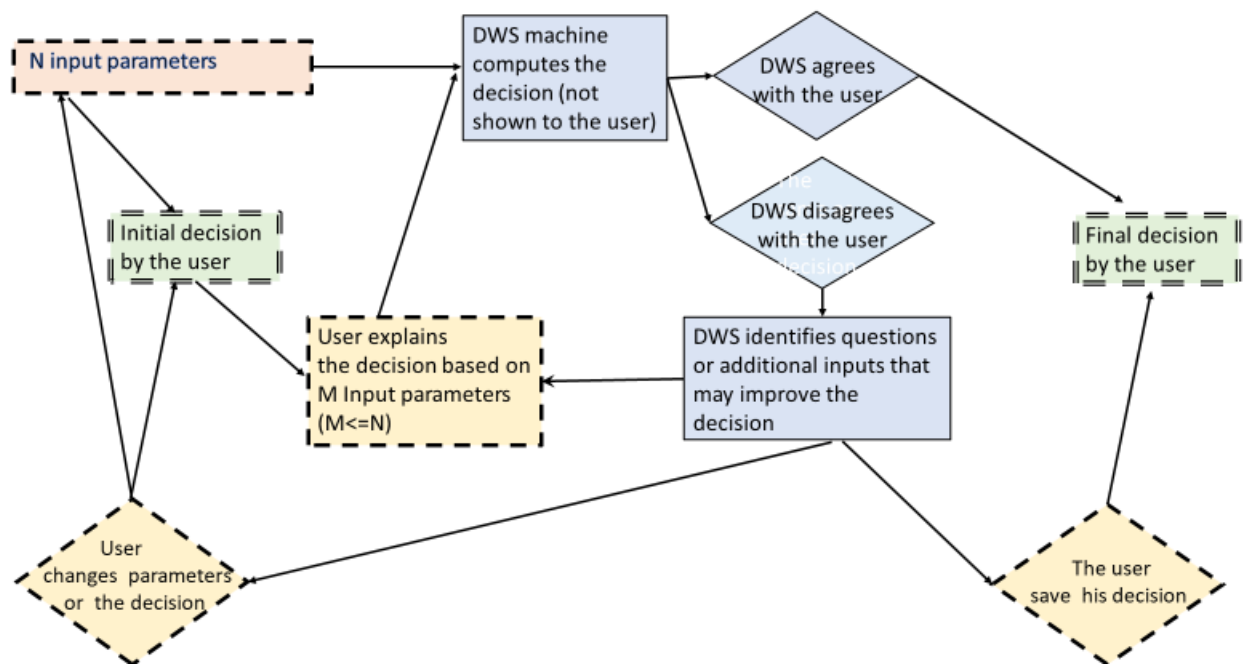 N input parameters
DWS machine
computes the
decision (not
shown to the user)
DWS agrees
with the user
The
DWS disagrees
with the user
decision
Initial decision
by the user
Final decision
by the user
User explains
the decision based on
M Input parameters
(M<=N)
DWS identifies questions
or additional inputs that
may improve the
decision
User
changes parameters
or the decision
The user
save his decision